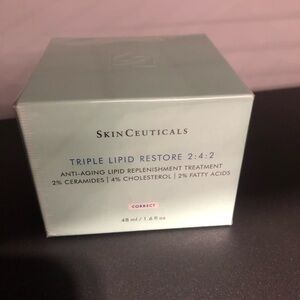 SKINCEUTICALS
TRIPLE LIPID RESTORE 2:4:2
ANTI-AGING LIPID REPLENISHMENT TREATMENT
2% CERAMIDES | 4% CHOLESTEROL | 2% FATTY ACIDS
CORRECT
48 ml / 1.6 fl oz